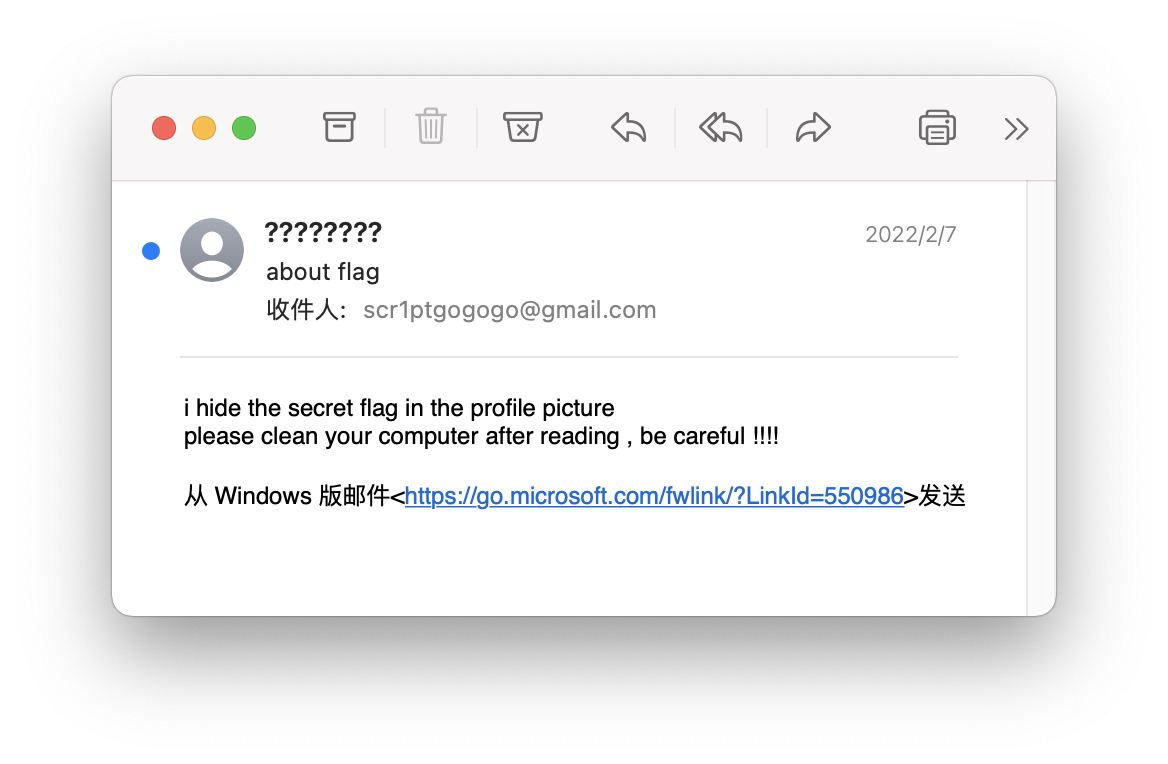 ????????
2022/2/7
about flag
收件人: scr1ptgogogo@gmail.com
i hide the secret flag in the profile picture
please clean your computer after reading , be careful !!!!
从 Windows 版邮件<https://go.microsoft.com/fwlink/?LinkId=550986>发送